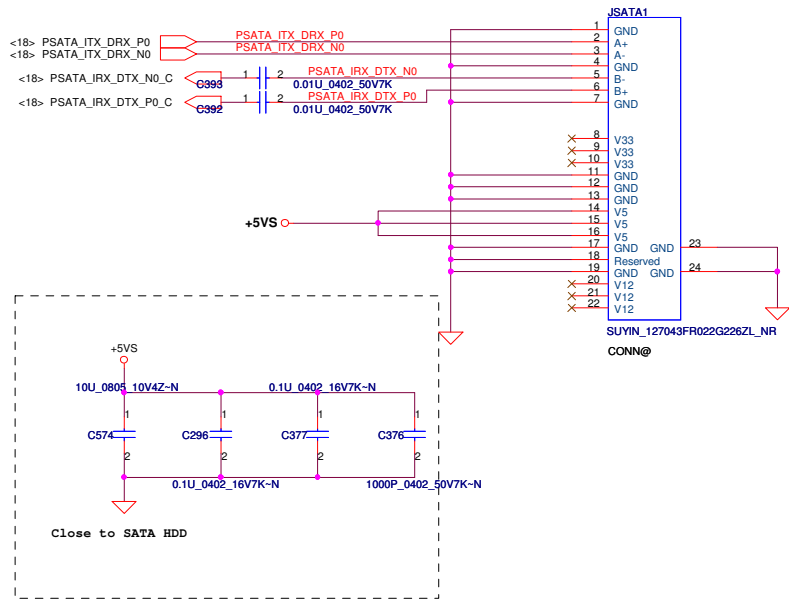 JSATA1
<18> PSATA_ITX_DRX_P0 PSATA_ITX_DRX_P0
<18> PSATA_ITX_DRX_N0 PSATA_ITX_DRX_N0
<18> PSATA_IRX_DTX_N0_C C393 1 2 PSATA_IRX_DTX_N0
0.01U_0402_50V7K
<18> PSATA_IRX_DTX_P0_C C392 1 2 PSATA_IRX_DTX_P0
0.01U_0402_50V7K
1 GND
2 A+
3 A-
4 GND
5 B-
6 B+
7 GND
8 V33
9 V33
10 V33
11 GND
12 GND
13 GND
14 V5
+5VS 15 V5
16 V5
17 GND GND 23
18 Reserved
19 GND GND 24
20 V12
21 V12
22 V12
SUYIN_127043FR022G226ZL_NR
CONN@
+5VS
10U_0805_10V4Z~N 0.1U_0402_16V7K~N
1 1 1 1
C574 C296 C377 C376
2 2 2 2
0.1U_0402_16V7K~N 1000P_0402_50V7K~N
Close to SATA HDD